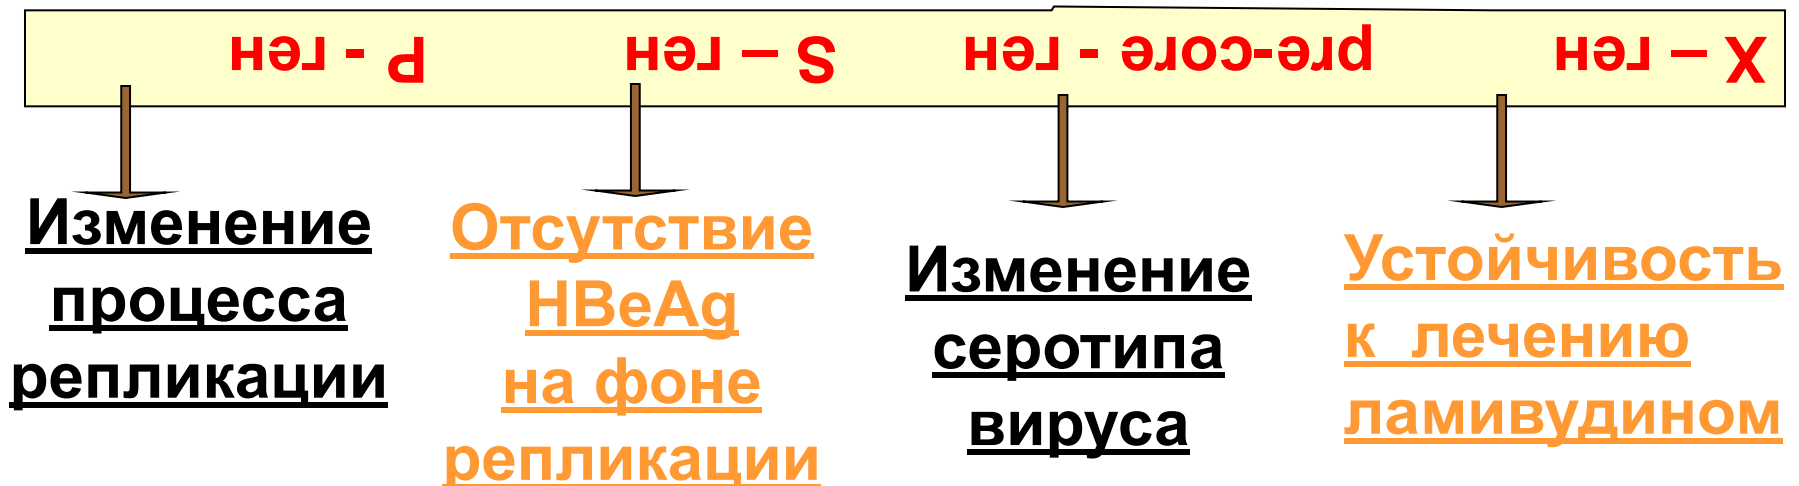 X – ген pre-core - ген S – ген P - ген
Изменение
процесса
репликации
Отсутствие
HBeAg
на фоне
репликации
Изменение
серотипа
вируса
Устойчивость
к лечению
ламивудином